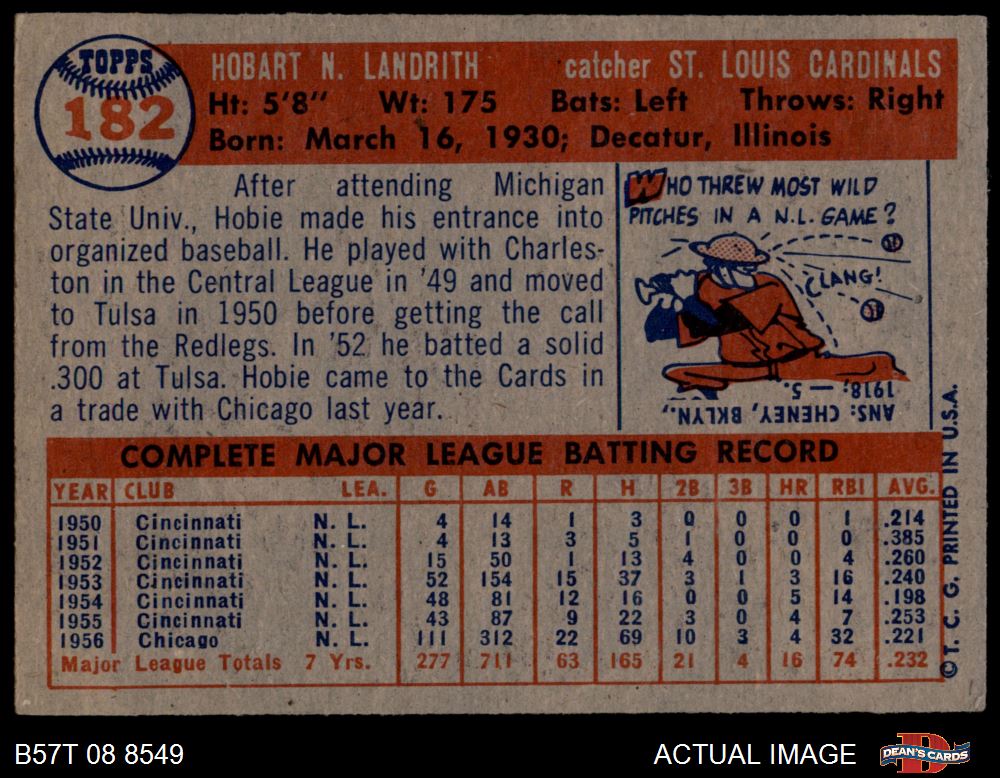 TOPPS
182
HOBART N. LANDRITH catcher ST. LOUIS CARDINALS
Ht: 5'8" Wt: 175 Bats: Left Throws: Right
Born: March 16, 1930; Decatur, Illinois
After attending Michigan
State Univ., Hobie made his entrance into
organized baseball. He played with Charles-
ton in the Central League in '49 and moved
to Tulsa in 1950 before getting the call
from the Redlegs. In '52 he batted a solid
.300 at Tulsa. Hobie came to the Cards in
a trade with Chicago last year.
WHO THREW MOST WILD
PITCHES IN A N.L. GAME?
CLANG!
ANS: CHENEY, BKLYN.,
1918; — 5.
COMPLETE MAJOR LEAGUE BATTING RECORD
YEAR CLUB LEA. G AB R H 2B 3B HR RBI AVG.
1950 Cincinnati N. L. 4 14 1 3 0 0 0 1 .214
1951 Cincinnati N. L. 4 13 3 5 1 0 0 0 .385
1952 Cincinnati N. L. 15 50 1 13 4 0 0 4 .260
1953 Cincinnati N. L. 52 154 15 37 3 1 3 16 .240
1954 Cincinnati N. L. 48 81 12 16 0 0 5 14 .198
1955 Cincinnati N. L. 43 87 9 22 3 0 4 7 .253
1956 Chicago N. L. 111 312 22 69 10 3 4 32 .221
Major League Totals 7 Yrs. 277 711 63 165 21 4 16 74 .232
© T. C. G. PRINTED IN U.S.A.
B57T 08 8549
ACTUAL IMAGE
D
DEAN'S CARDS